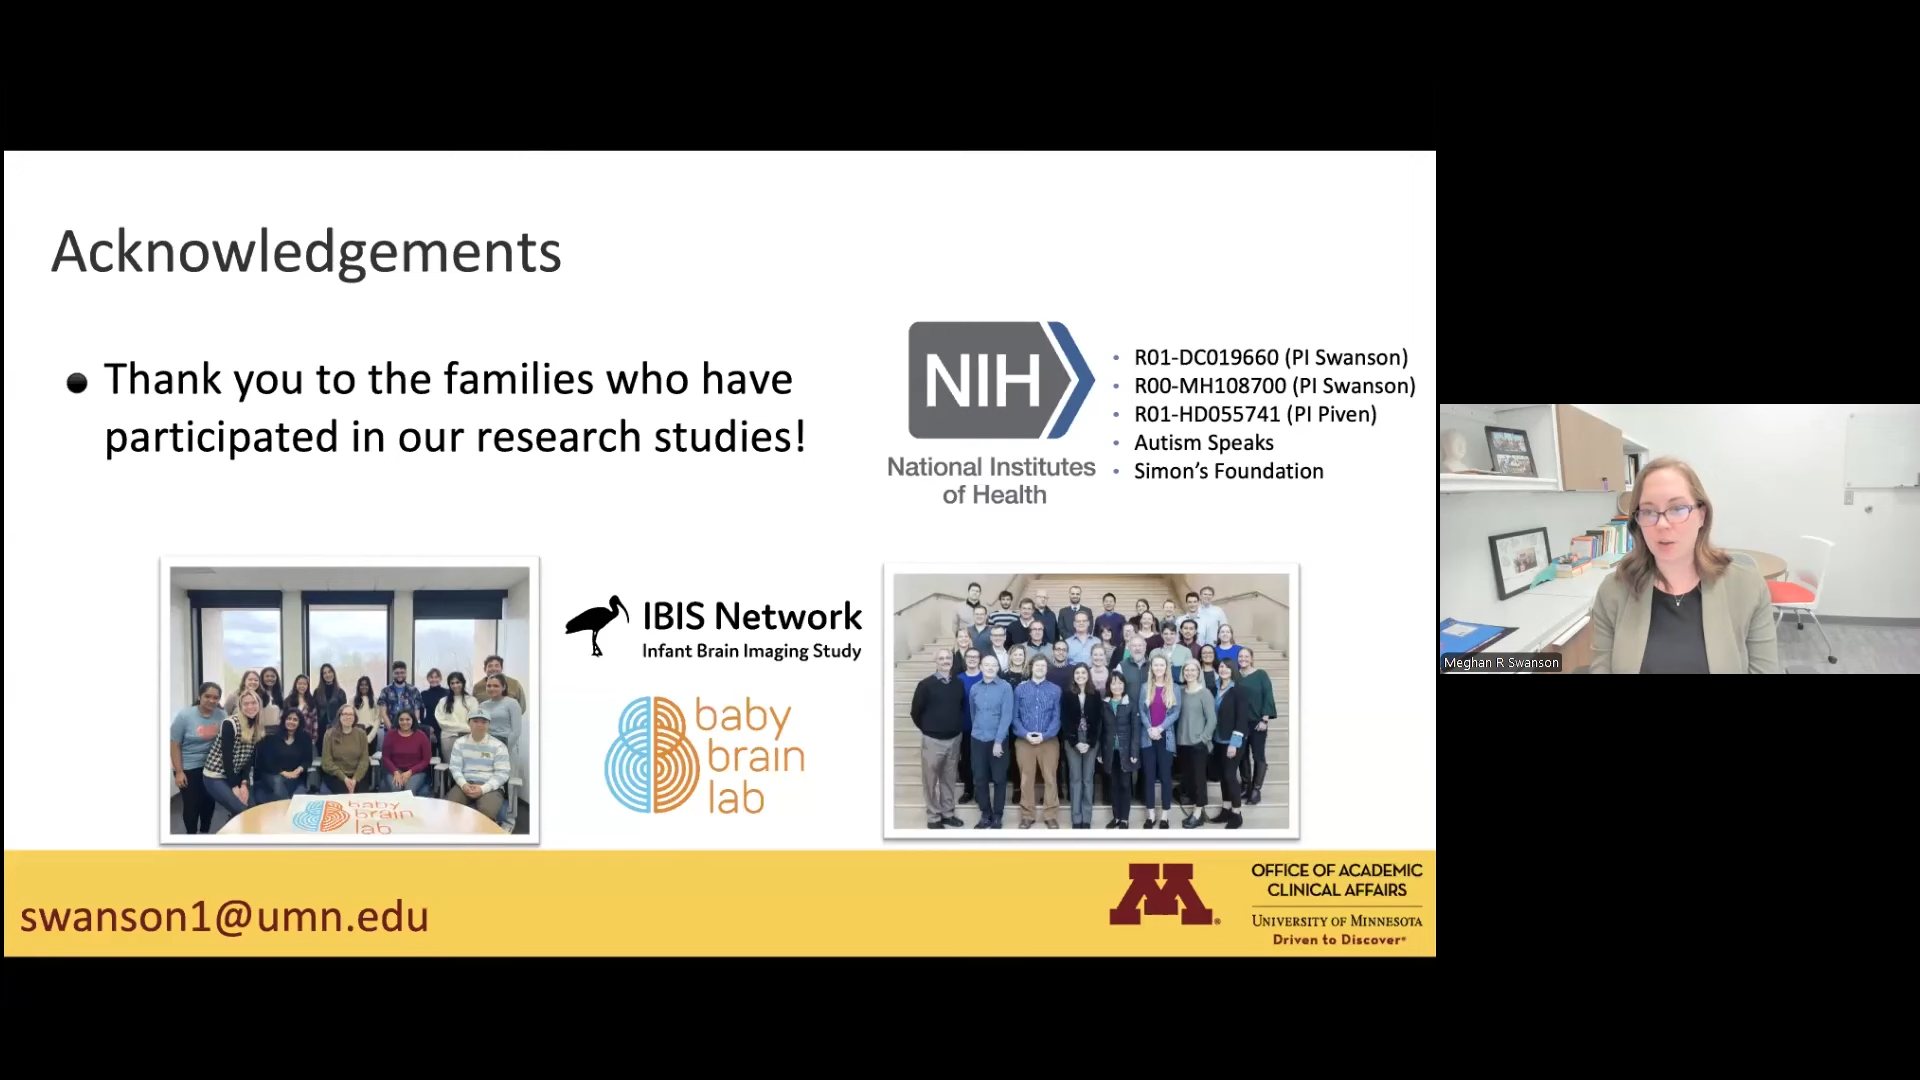 Acknowledgements
Thank you to the families who have
participated in our research studies!
NIH
National Institutes
of Health
R01-DC019660 (PI Swanson)
R00-MH108700 (PI Swanson)
R01-HD055741 (PI Piven)
Autism Speaks
Simon's Foundation
IBIS Network
Infant Brain Imaging Study
baby
brain
lab
baby
brain
lab
swanson1@umn.edu
M
OFFICE OF ACADEMIC
CLINICAL AFFAIRS
UNIVERSITY OF MINNESOTA
Driven to Discover®
Meghan R Swanson